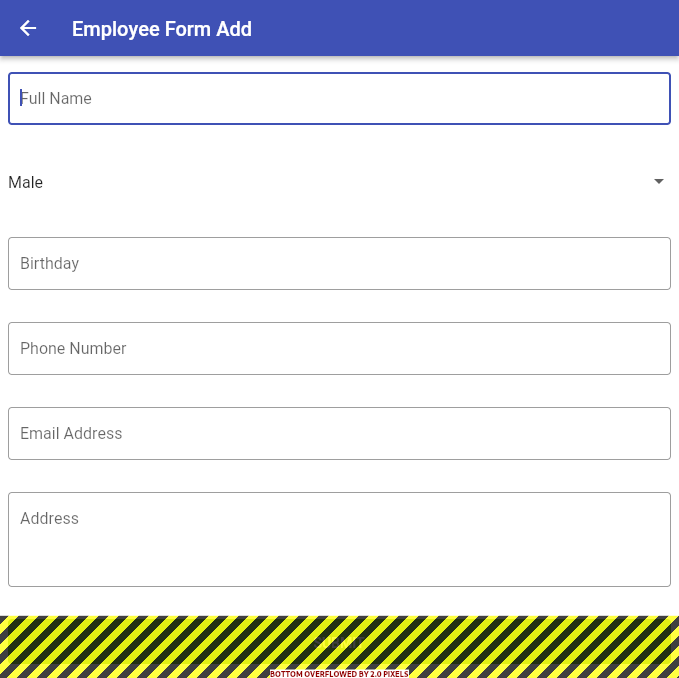 Employee Form Add
Full Name
Male
Birthday
Phone Number
Email Address
Address
BOTTOM OVERFLOWED BY 2.0 PIXELS